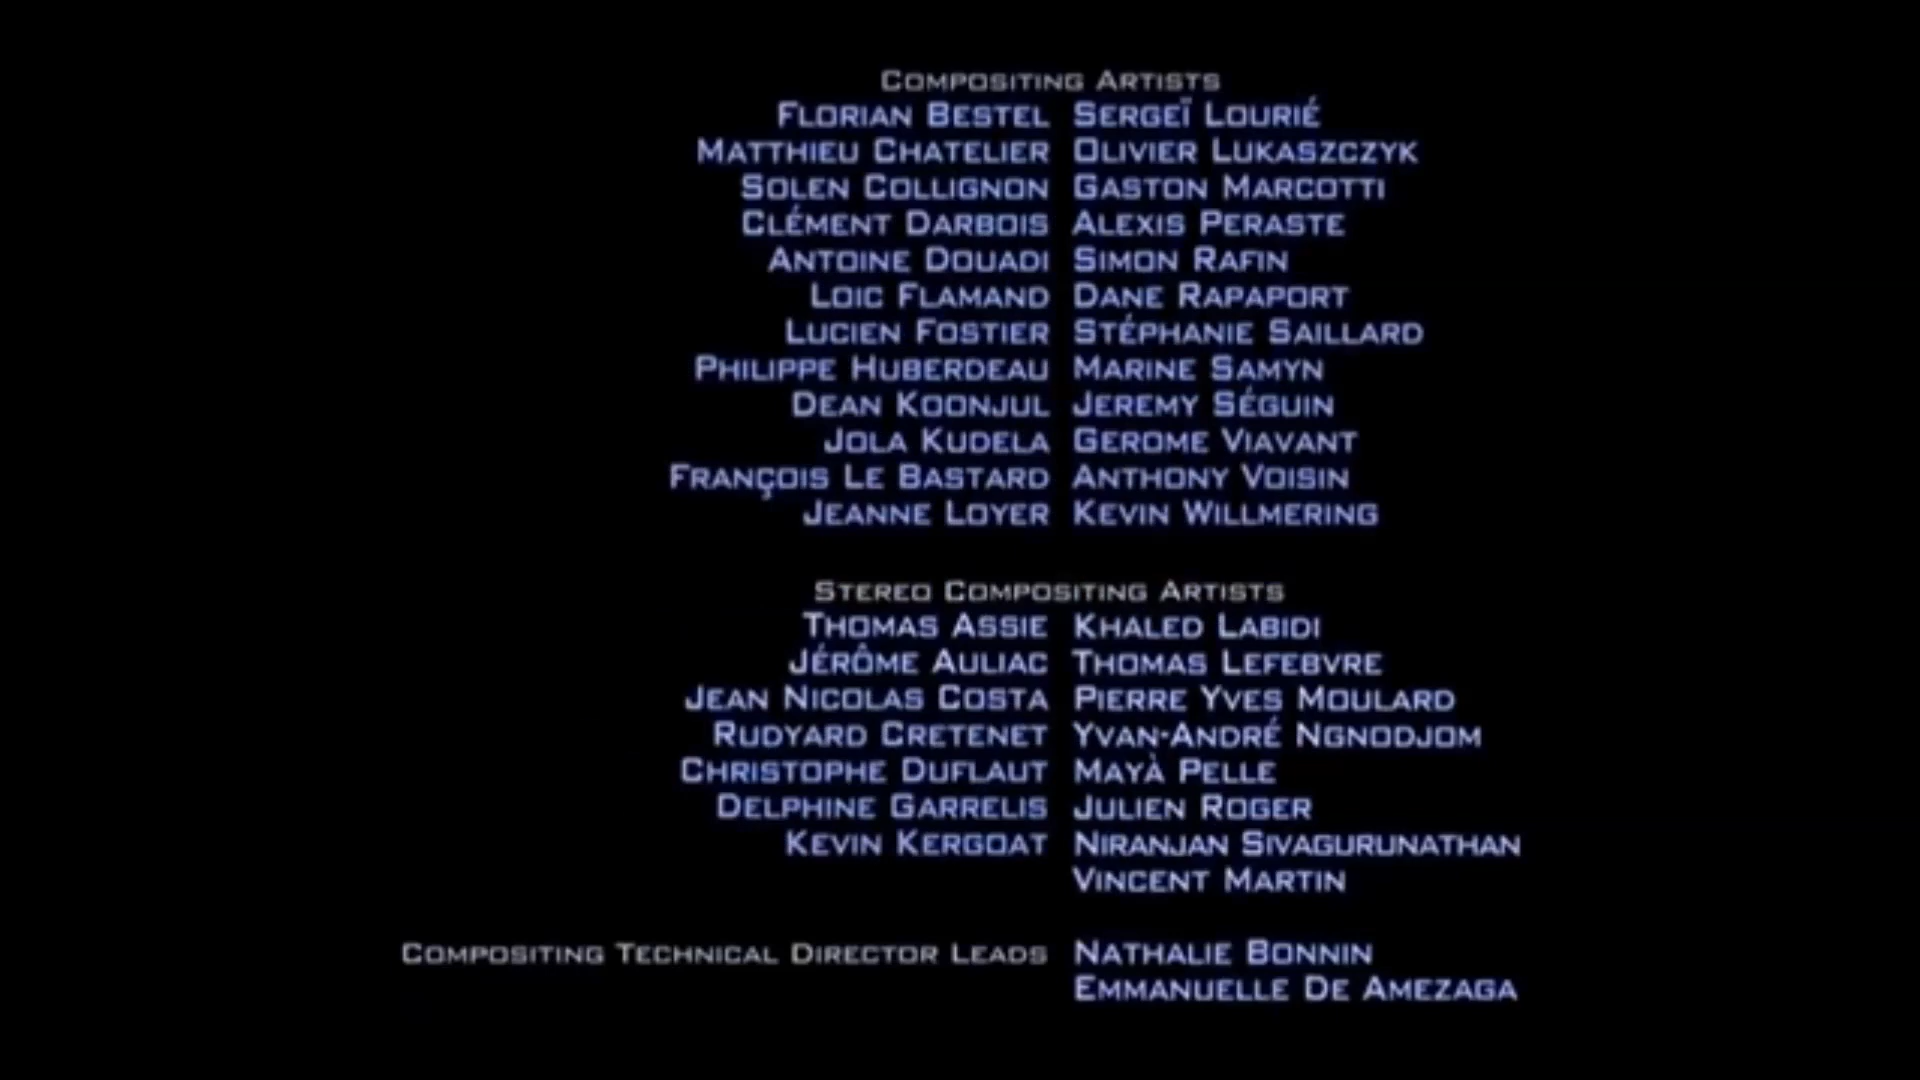 Compositing Artists
Florian Bestel Sergeï Lourié
Matthieu Chatelier Olivier Lukaszczyk
Solen Collignon Gaston Marcotti
Clément Darbois Alexis Peraste
Antoine Douadi Simon Rafin
Loic Flamand Dane Rapaport
Lucien Fostier Stéphanie Saillard
Philippe Huberdeau Marine Samyn
Dean Koonjul Jeremy Séguin
Jola Kudela Gerome Viavant
François Le Bastard Anthony Voisin
Jeanne Loyer Kevin Willmering
Stereo Compositing Artists
Thomas Assie Khaled Labidi
Jérôme Auliac Thomas Lefebvre
Jean Nicolas Costa Pierre Yves Moulard
Rudyard Cretenet Yvan-André Ngnodjom
Christophe Duflaut Mayà Pelle
Delphine Garrelis Julien Roger
Kevin Kergoat Niranjan Sivagurunathan
Vincent Martin
Compositing Technical Director Leads Nathalie Bonnin
Emmanuelle De Amezaga